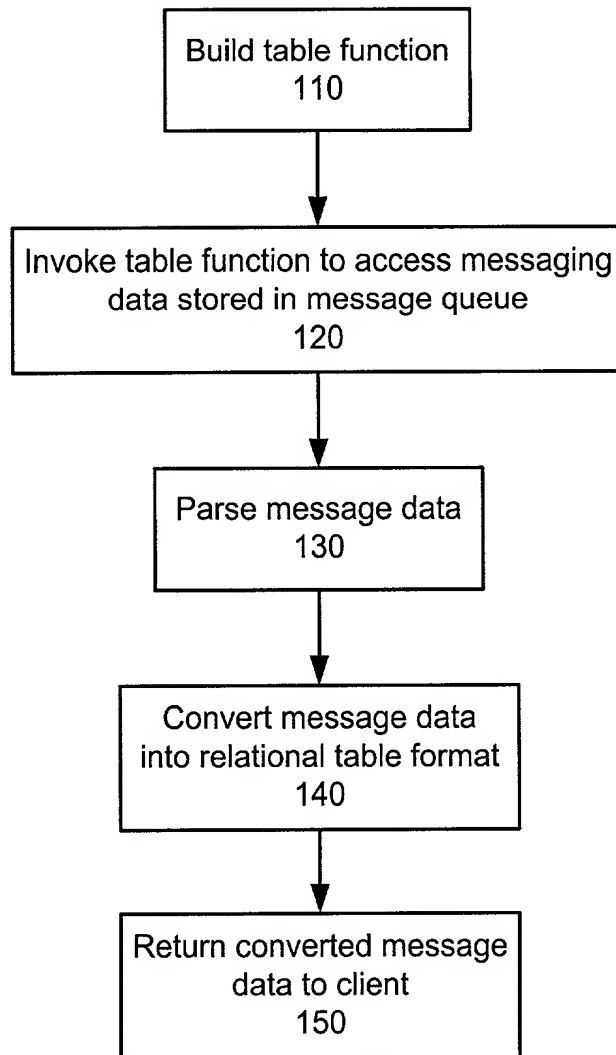 Build table function
110
Invoke table function to access messaging
data stored in message queue
120
Parse message data
130
Convert message data
into relational table format
140
Return converted message
data to client
150